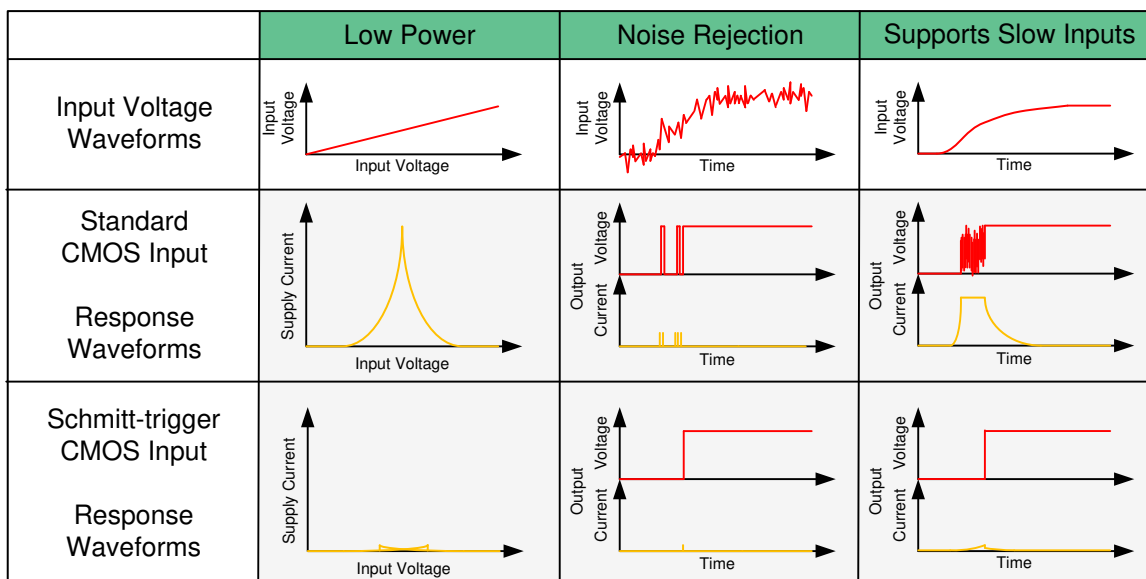 Low Power
Noise Rejection
Supports Slow Inputs
Input Voltage
Waveforms
Input
Voltage
Input Voltage
Input
Voltage
Time
Input
Voltage
Time
Standard
CMOS Input
Response
Waveforms
Supply Current
Input Voltage
Output
Voltage
Current
Time
Output
Voltage
Current
Time
Schmitt-trigger
CMOS Input
Response
Waveforms
Supply Current
Input Voltage
Output
Voltage
Current
Time
Output
Voltage
Current
Time